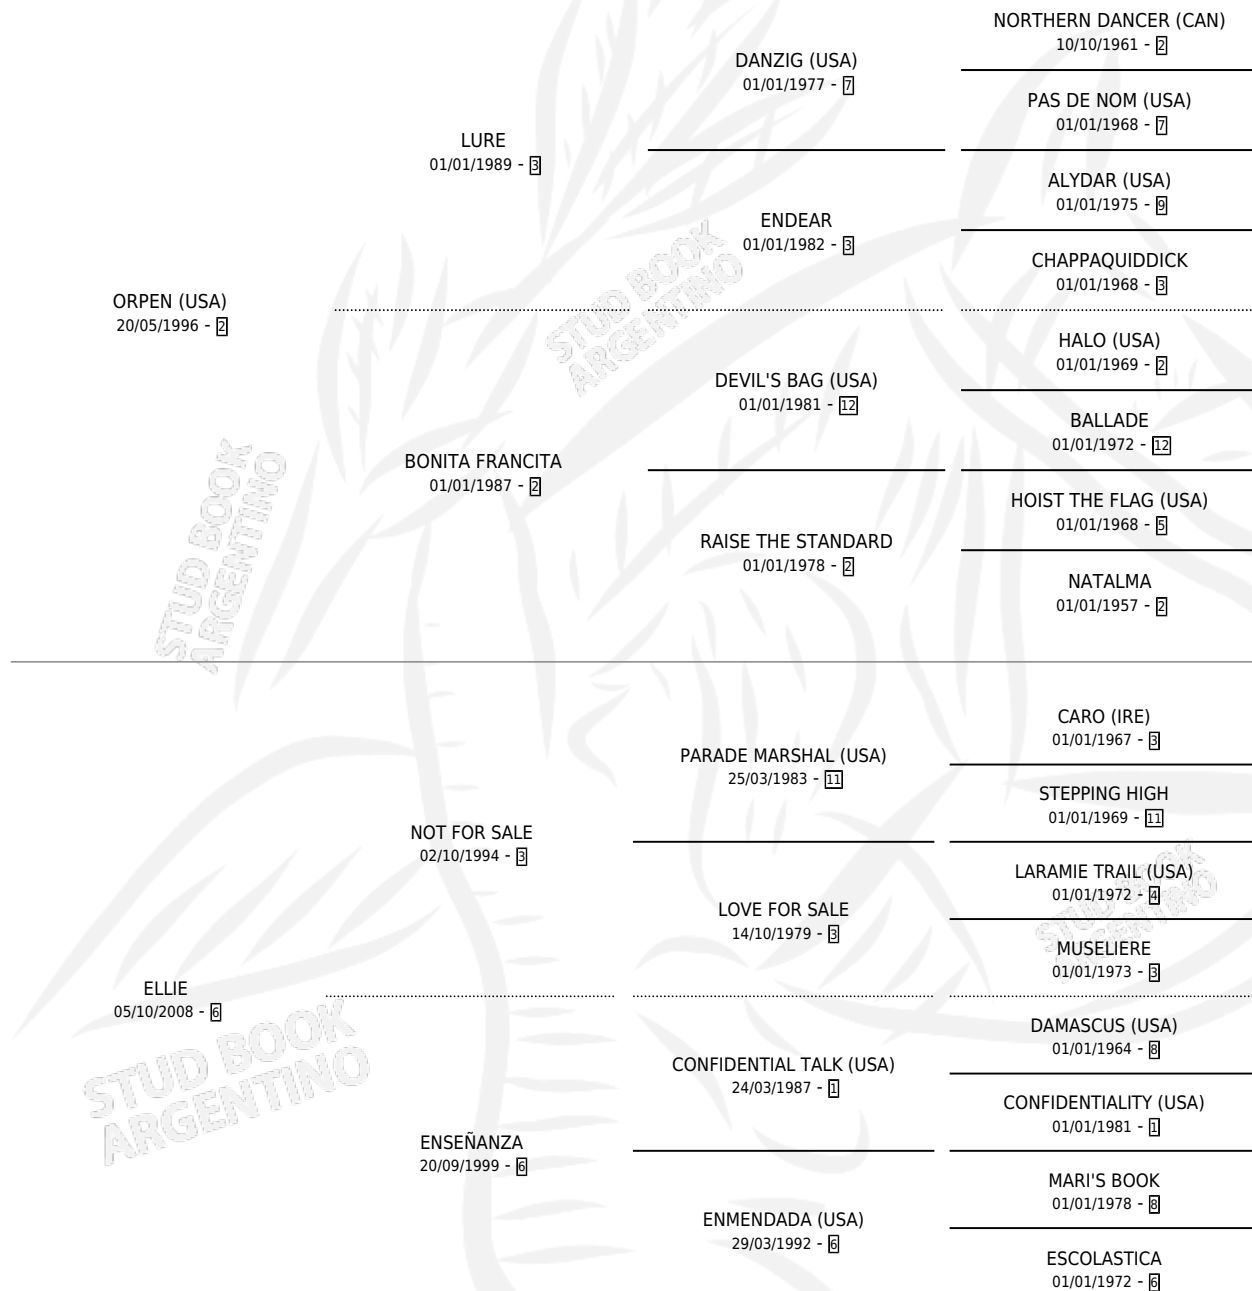 NORTHERN DANCER (CAN)
10/10/1961 - 2
DANZIG (USA)
01/01/1977 - 7
PAS DE NOM (USA)
01/01/1968 - 7
LURE
01/01/1989 - 3
ALYDAR (USA)
01/01/1975 - 9
ENDEAR
01/01/1982 - 3
CHAPPAQUIDDICK
01/01/1968 - 3
ORPEN (USA)
20/05/1996 - 2
HALO (USA)
01/01/1969 - 2
DEVIL'S BAG (USA)
01/01/1981 - 12
BALLADE
01/01/1972 - 12
BONITA FRANCITA
01/01/1987 - 2
HOIST THE FLAG (USA)
01/01/1968 - 5
RAISE THE STANDARD
01/01/1978 - 2
NATALMA
01/01/1957 - 2
CARO (IRE)
01/01/1967 - 3
PARADE MARSHAL (USA)
25/03/1983 - 11
STEPPING HIGH
01/01/1969 - 11
NOT FOR SALE
02/10/1994 - 3
LARAMIE TRAIL (USA)
01/01/1972 - 4
LOVE FOR SALE
14/10/1979 - 3
MUSELIERE
01/01/1973 - 3
ELLIE
05/10/2008 - 6
DAMASCUS (USA)
01/01/1964 - 8
CONFIDENTIAL TALK (USA)
24/03/1987 - 1
CONFIDENTIALITY (USA)
01/01/1981 - 1
ENSEÑANZA
20/09/1999 - 6
MARI'S BOOK
01/01/1978 - 8
ENMENDADA (USA)
29/03/1992 - 6
ESCOLASTICA
01/01/1972 - 6
STUD BOOK
ARGENTINO
STUD BOOK
ARGENTINO
STUD BOOK
ARGENTINO
STUD BOOK
ARGENTINO